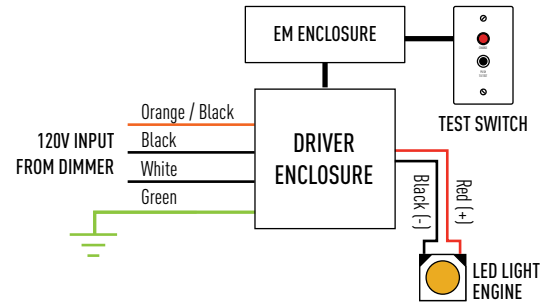 EM ENCLOSURE
TEST SWITCH
120V INPUT
FROM DIMMER
Orange / Black
Black
White
Green
DRIVER
ENCLOSURE
Red (+)
Black (-)
LED LIGHT
ENGINE